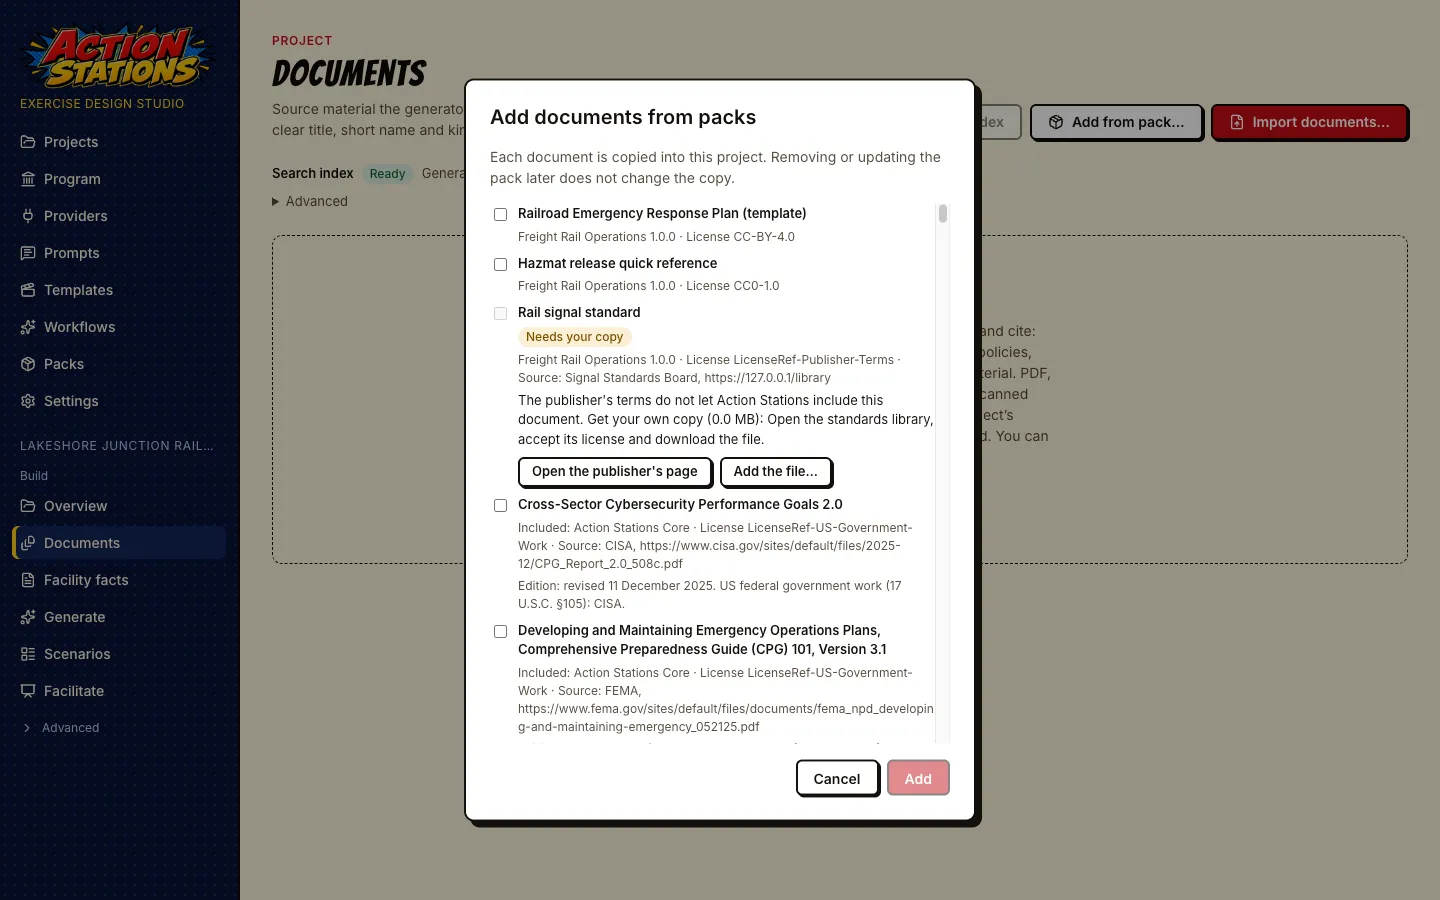 ACTION
STATIONS
EXERCISE DESIGN STUDIO
Projects
Program
Providers
Prompts
Templates
Workflows
Packs
Settings
LAKESHORE JUNCTION RAIL...
Build
Overview
Documents
Facility facts
Generate
Scenarios
Facilitate
Advanced
PROJECT
DOCUMENTS
Source material the generato
clear title, short name and kin
dex
Add from pack...
Import documents...
Search index Ready Genera
Advanced
and cite:
policies,
terial. PDF,
canned
ect's
d. You can
Add documents from packs
Each document is copied into this project. Removing or updating the
pack later does not change the copy.
Railroad Emergency Response Plan (template)
Freight Rail Operations 1.0.0 · License CC-BY-4.0
Hazmat release quick reference
Freight Rail Operations 1.0.0 · License CC0-1.0
Rail signal standard
Needs your copy
Freight Rail Operations 1.0.0 · License LicenseRef-Publisher-Terms ·
Source: Signal Standards Board, https://127.0.0.1/library
The publisher's terms do not let Action Stations include this
document. Get your own copy (0.0 MB): Open the standards library,
accept its license and download the file.
Open the publisher's page
Add the file...
Cross-Sector Cybersecurity Performance Goals 2.0
Included: Action Stations Core · License LicenseRef-US-Government-
Work · Source: CISA, https://www.cisa.gov/sites/default/files/2025-
12/CPG_Report_2.0_508c.pdf
Edition: revised 11 December 2025. US federal government work (17
U.S.C. §105): CISA.
Developing and Maintaining Emergency Operations Plans,
Comprehensive Preparedness Guide (CPG) 101, Version 3.1
Included: Action Stations Core · License LicenseRef-US-Government-
Work · Source: FEMA,
https://www.fema.gov/sites/default/files/documents/fema_npd_developin
g-and-maintaining-emergency_052125.pdf
Cancel
Add